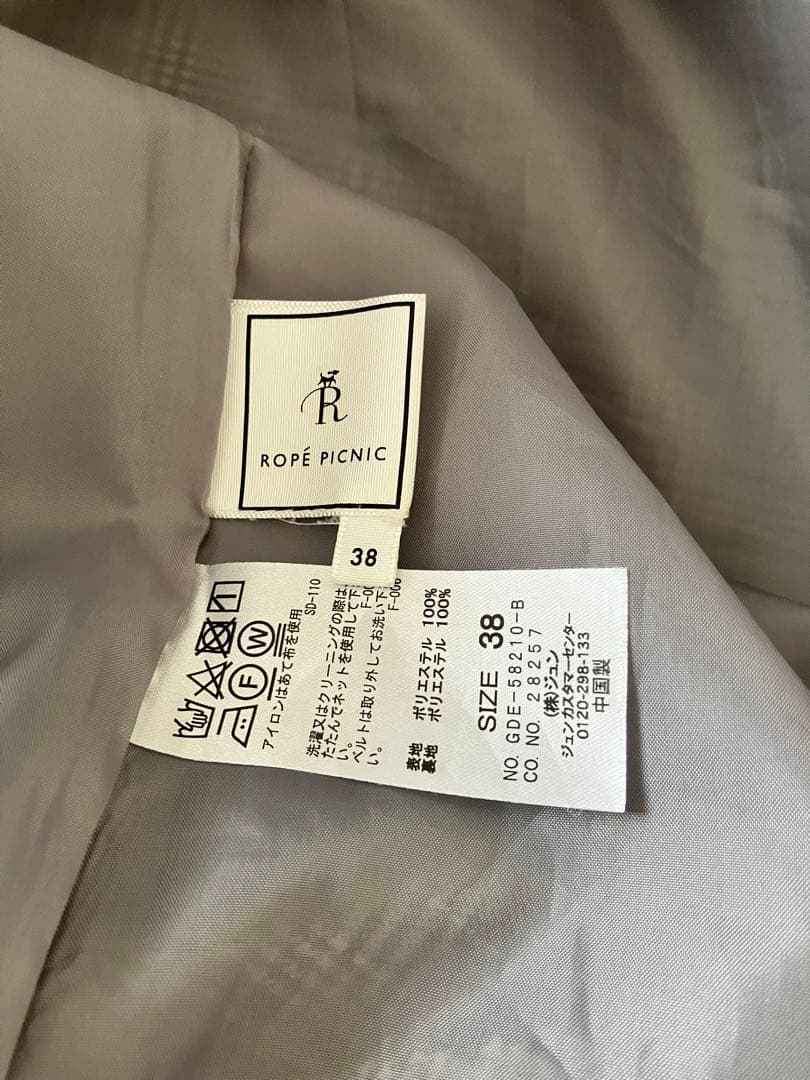 R
ROPÉ PICNIC
38
アイロンはあて布を使用
SD-110
洗濯又はクリーニングの際は
たたんでネットを使用して下
い。
ベルトは取り外してお洗い下
い。
F-006
表地 ポリエステル 100%
裏地 ポリエステル 100%
SIZE 38
NO. GDE-58210-B
CO. NO. 28257
(株)ジュン
ジュンカスタマーセンター
0120-298-133
中国製